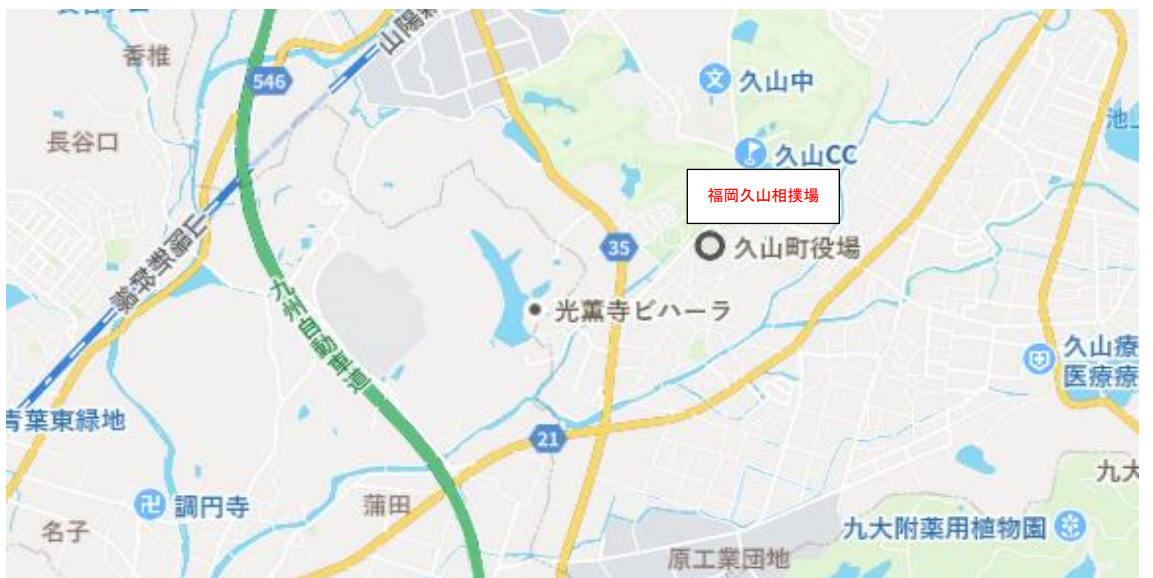 香椎
546
山陽新
久山中
長谷口
久山CC
福岡久山相撲場
35
久山町役場
山陽新幹線
九州自動車道
光薫寺ビハーラ
久山療
医療療
青葉東緑地
21
調円寺
蒲田
九大
名子
九大附薬用植物園
原工業団地